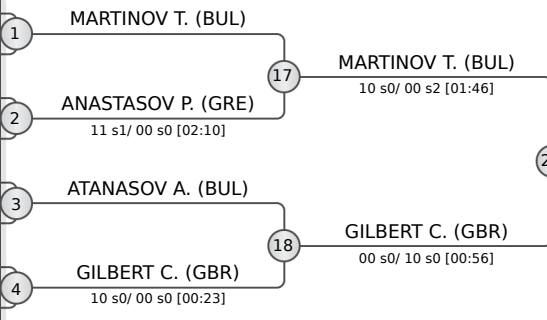 MARTINOV T. (BUL)
1
17
MARTINOV T. (BUL)
10 s0/ 00 s2 [01:46]
ANASTASOV P. (GRE)
2
11 s1/ 00 s0 [02:10]
ATANASOV A. (BUL)
3
18
GILBERT C. (GBR)
00 s0/ 10 s0 [00:56]
GILBERT C. (GBR)
4
10 s0/ 00 s0 [00:23]